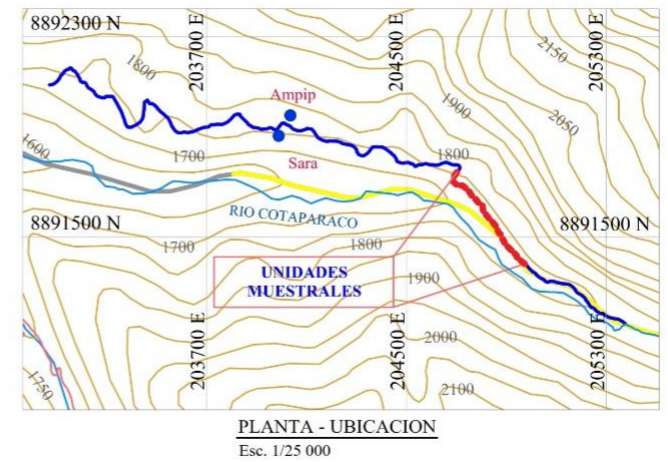 8892300 N
203700 E
204500 E
205300 E
2150
1800
1900
2050
Ampip
1600
1700
1800
Sara
8891500 N
RIO COTAPARACO
8891500 N
1700
1800
UNIDADES
MUESTRALES
1900
203700 E
204500 E
205300 E
2000
1750
2100
PLANTA - UBICACION
Esc. 1/25 000